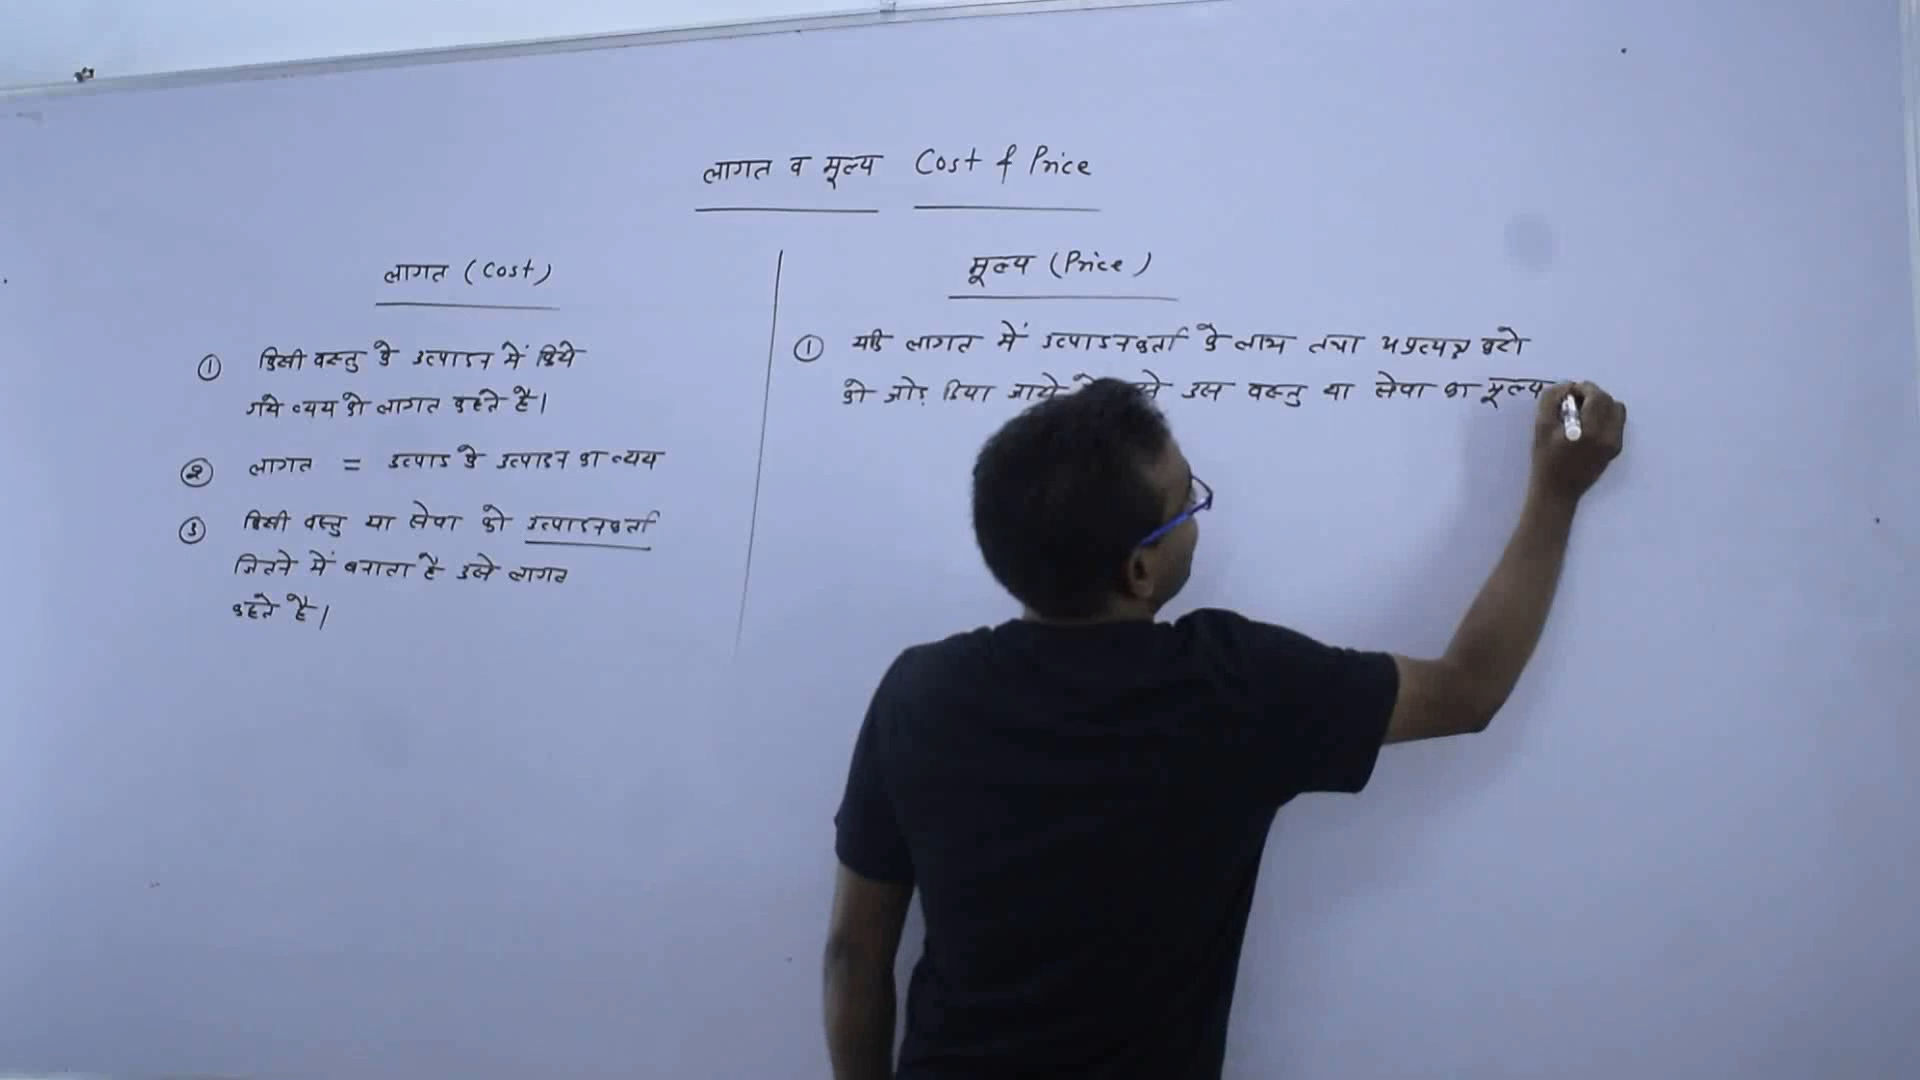 लागत व मूल्य Cost & Price
लागत (Cost)
① किसी वस्तु के उत्पादन में किये
गये व्यय को लागत कहते है।
② लागत = उत्पाद के उत्पादन का व्यय
③ किसी वस्तु या सेवा को उत्पादनकर्ता
जितने में बनाता है उसे लागत
कहते है।
मूल्य (Price)
① यदि लागत में उत्पादनकर्ता के लाभ तथा अप्रत्यक्ष करो
को जोड़ दिया जाये उस वस्तु या सेवा का मूल्य